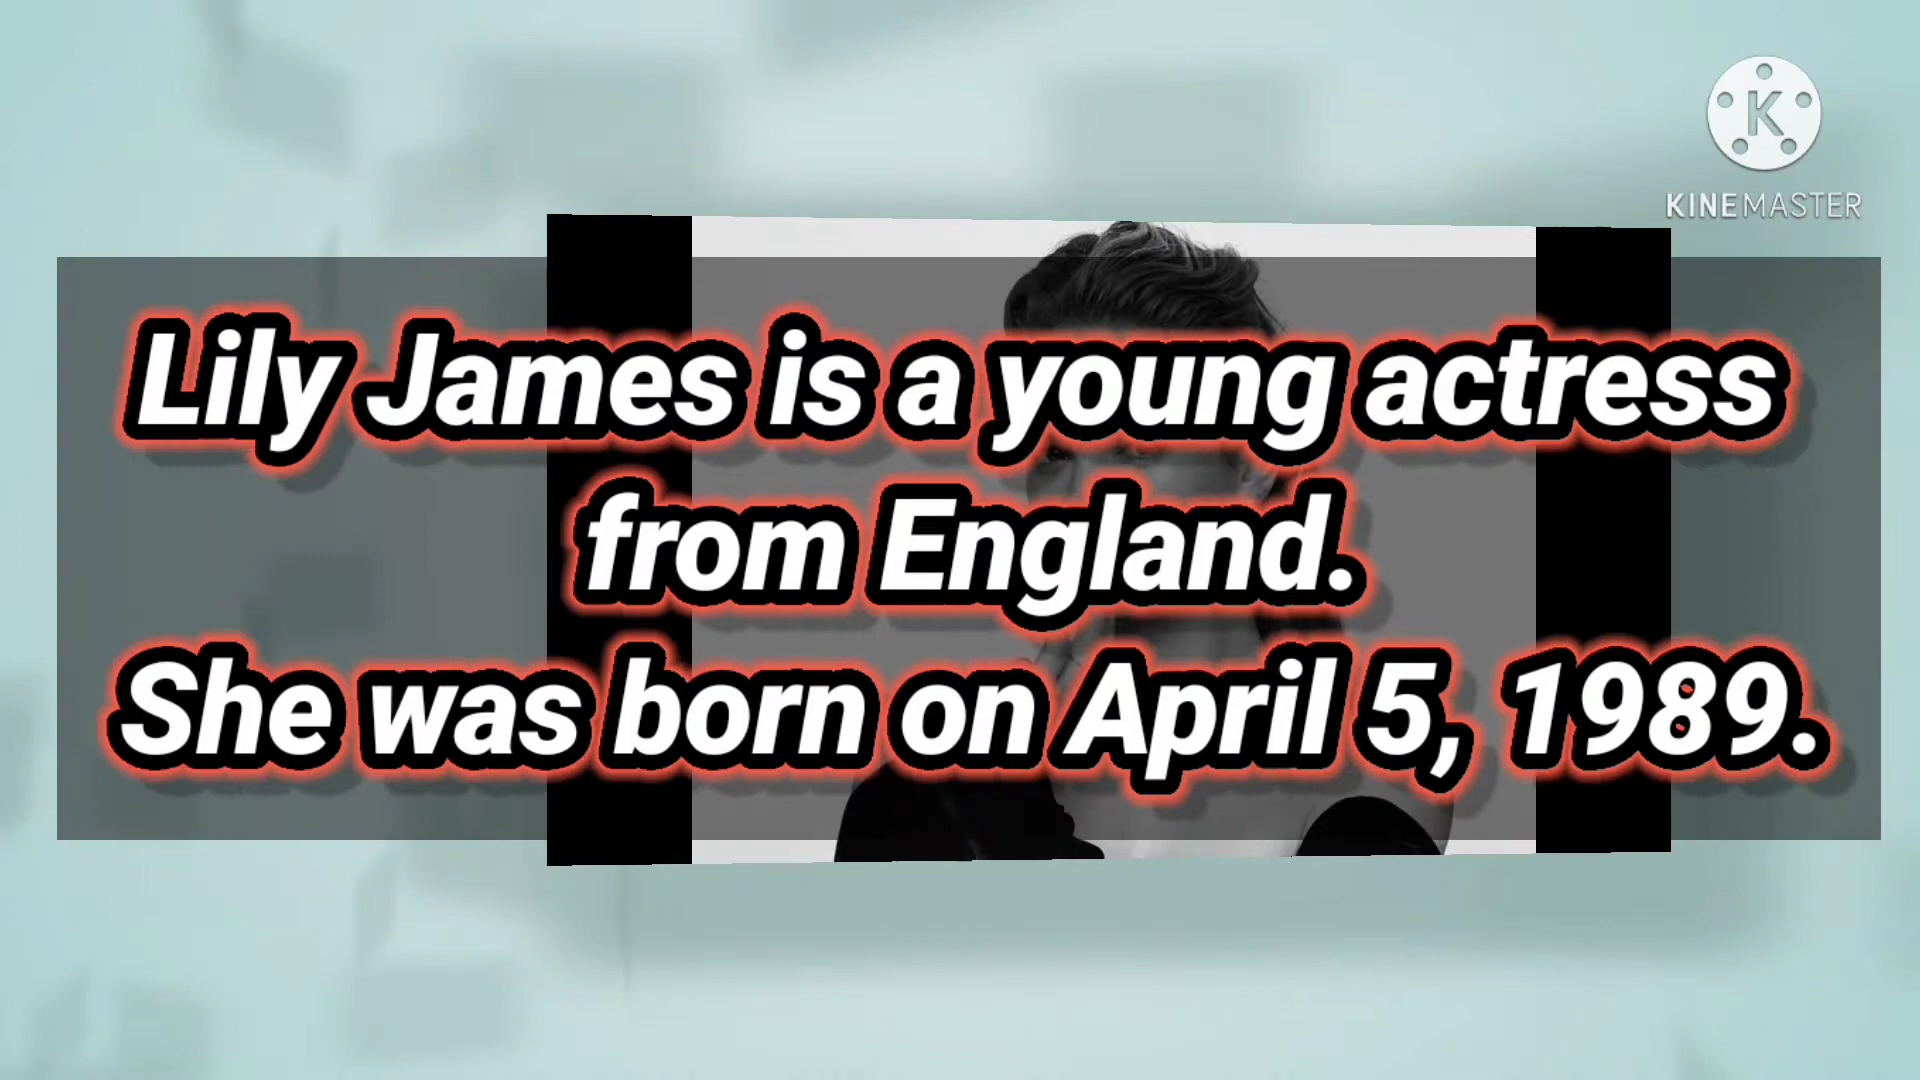 K
KINEMASTER
Lily James is a young actress
from England.
She was born on April 5, 1989.